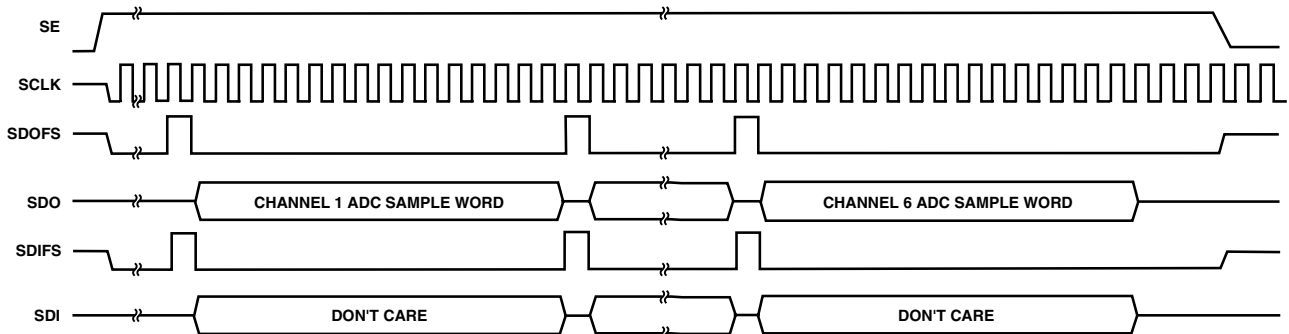 SE
SCLK
SDOFS
SDO
CHANNEL 1 ADC SAMPLE WORD
CHANNEL 6 ADC SAMPLE WORD
SDIFS
SDI
DON'T CARE
DON'T CARE